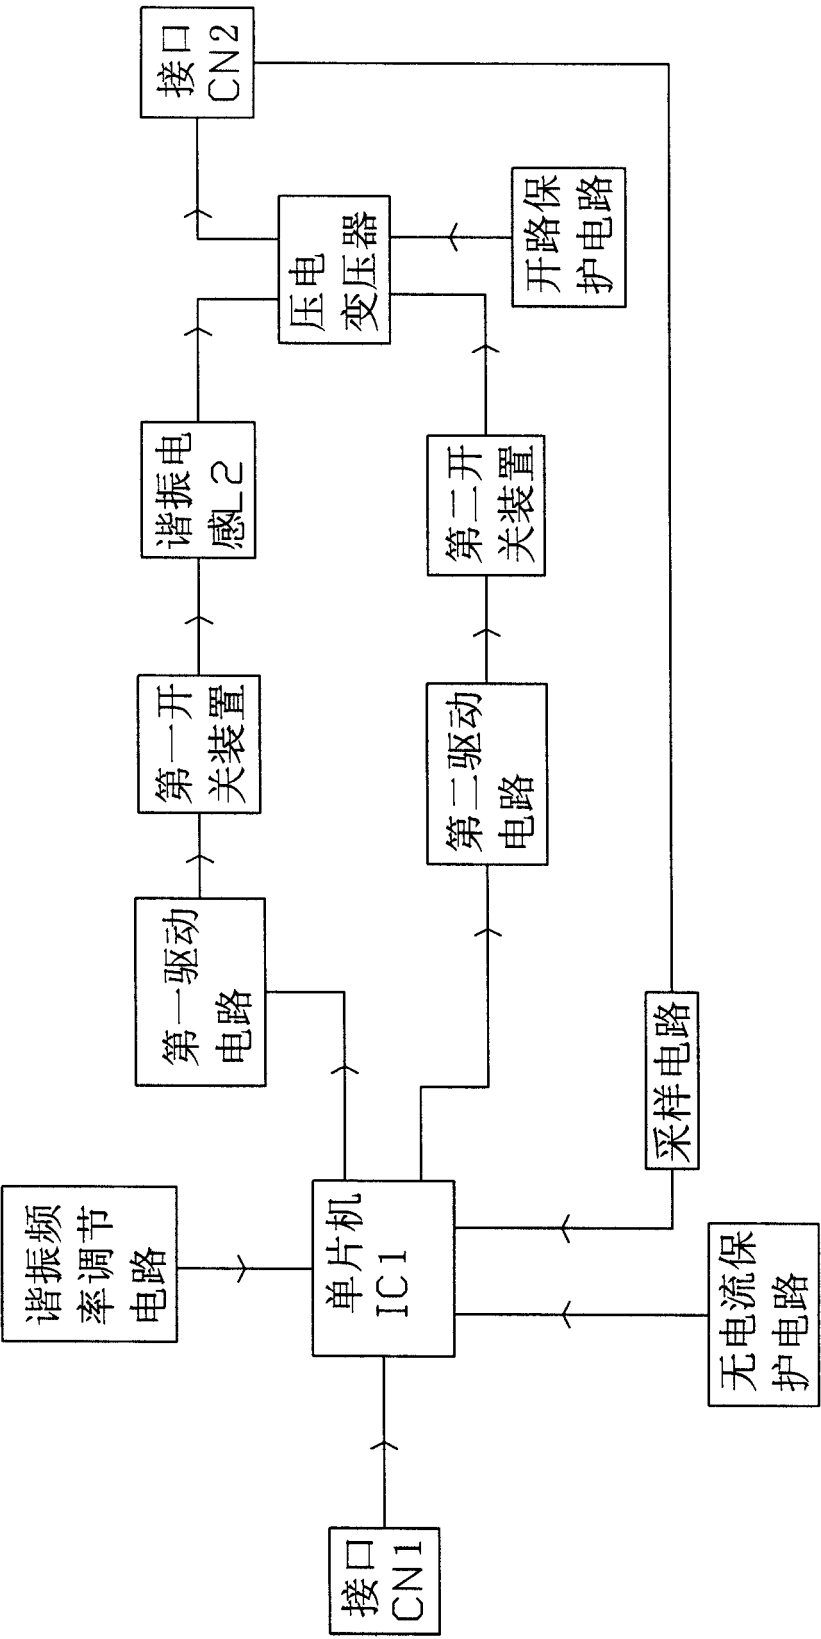 接口
CN1
谐振频
率调节
电路
单片机
IC1
无电流保
护电路
采样电路
第一驱动
电路
第一开
关装置
谐振电
感L2
第二驱动
电路
第二开
关装置
压电
变压器
开路保
护电路
接口
CN2